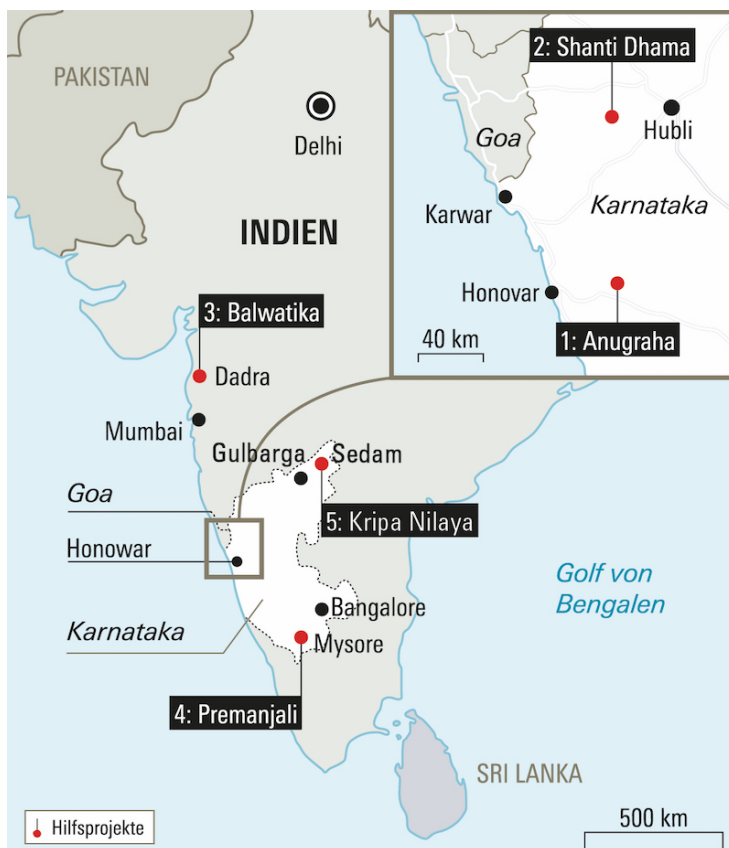 PAKISTAN
Delhi
INDIEN
2: Shanti Dhama
Goa
Hubli
Karwar
Karnataka
Honovar
40 km
1: Anugraha
3: Balwatika
Dadra
Mumbai
Gulbarga
Sedam
Goa
5: Kripa Nilaya
Honowar
Golf von
Bengalen
Bangalore
Karnataka
Mysore
4: Premanjali
SRI LANKA
Hilfsprojekte
500 km